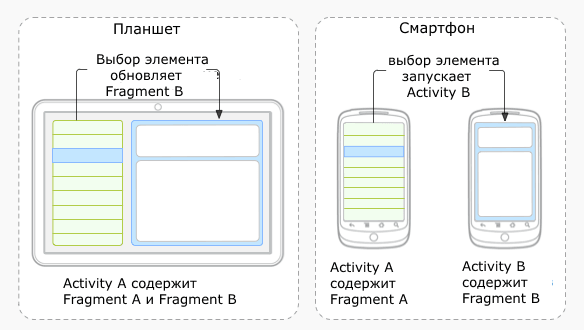 Планшет
Выбор элемента
обновляет
Fragment B
Activity A содержит
Fragment A и Fragment B
Смартфон
выбор элемента
запускает
Activity B
Activity A
содержит
Fragment A
Activity B
содержит
Fragment B